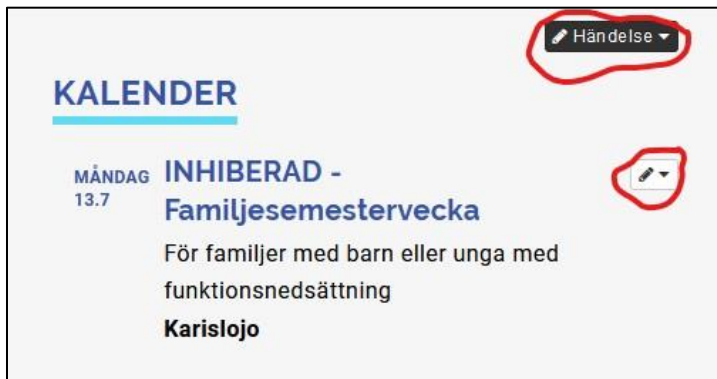 Händelse
KALENDER
MÅNDAG
13.7
INHIBERAD -
Familjesemestervecka
För familjer med barn eller unga med
funktionsnedsättning
Karislojo